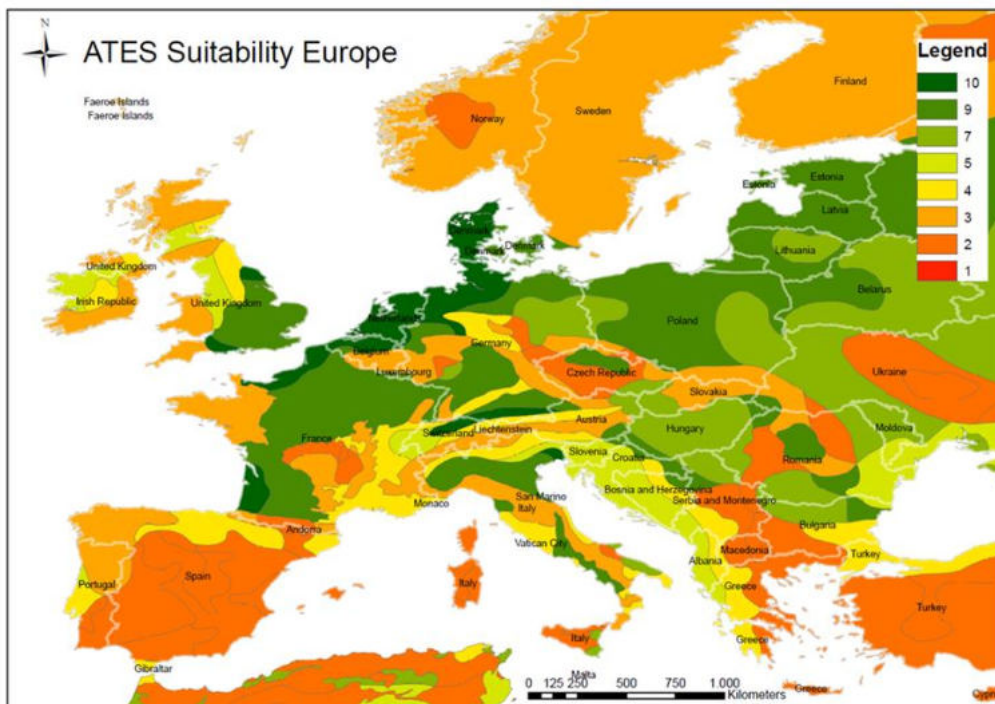 N
ATES Suitability Europe
Legend
10
9
7
5
4
3
2
1
Faeroe Islands
Faeroe Islands
Norway
Sweden
Finland
Estonia
Estonia
Latvia
Lithuania
Denmark
Denmark
Denmark
United Kingdom
Irish Republic
United Kingdom
Netherlands
Belgium
Luxembourg
Germany
Poland
Belarus
Czech Republic
Ukraine
Slovakia
France
Switzerland
Liechtenstein
Austria
Hungary
Moldova
Slovenia
Croatia
Romania
Bosnia and Herzegovina
Serbia and Montenegro
Monaco
San Marino
Italy
Vatican City
Andorra
Bulgaria
Macedonia
Albania
Turkey
Greece
Portugal
Spain
Italy
Turkey
Gibraltar
Italy
Greece
Malta
0 125 250 500 750 1.000
Kilometers
Greece
Cyp